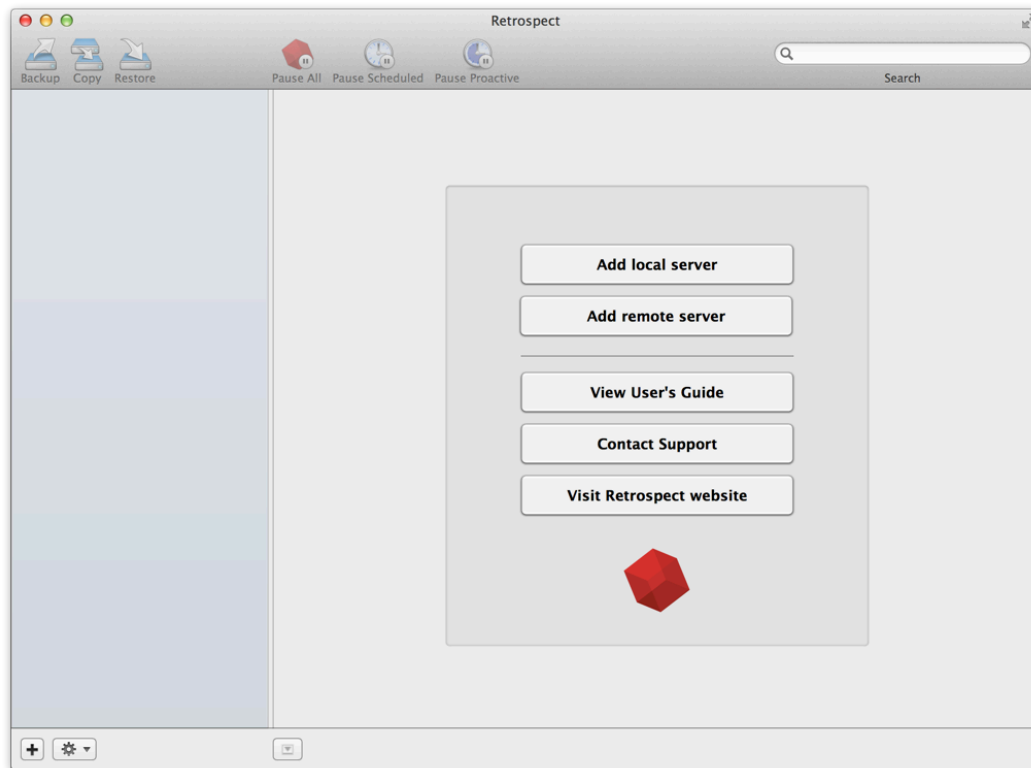 Retrospect
Backup Copy Restore Pause All Pause Scheduled Pause Proactive Search
Add local server
Add remote server
View User's Guide
Contact Support
Visit Retrospect website